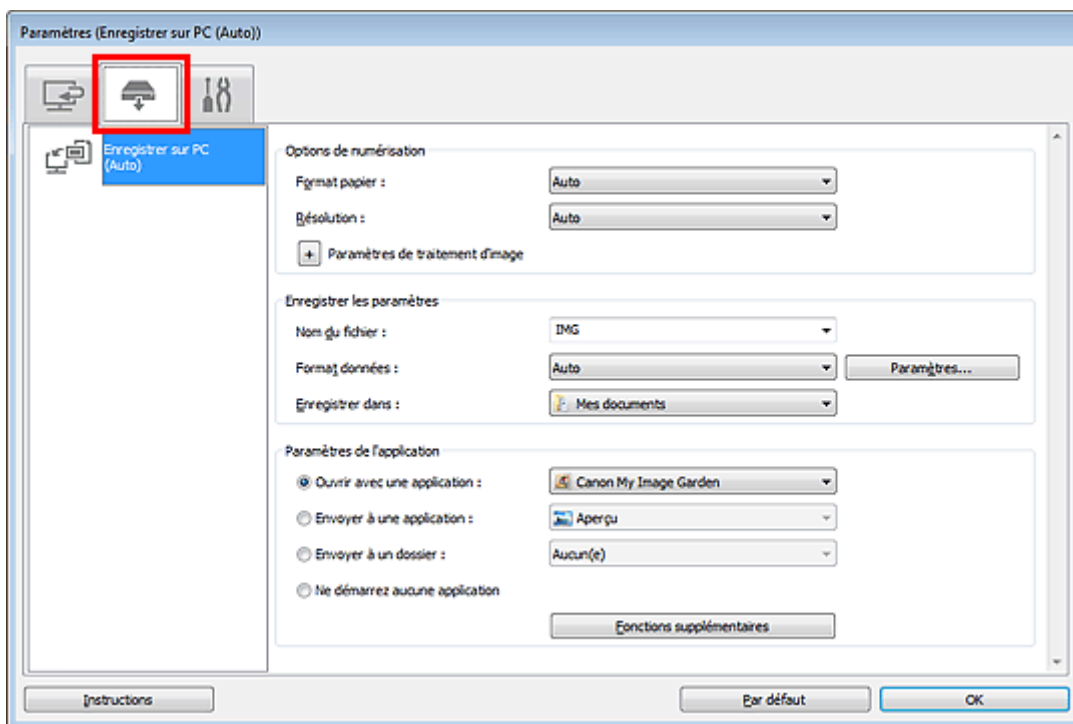 Paramètres (Enregistrer sur PC (Auto))
Enregistrer sur PC
(Auto)
Options de numérisation
Format papier : Auto
Résolution : Auto
+ Paramètres de traitement d'image
Enregistrer les paramètres
Nom du fichier : IMG
Format données : Auto Paramètres...
Enregistrer dans : Mes documents
Paramètres de l'application
Ouvrir avec une application : Canon My Image Garden
Envoyer à une application : Aperçu
Envoyer à un dossier : Aucun(e)
Ne démarrez aucune application
Fonctions supplémentaires
Instructions Par défaut OK